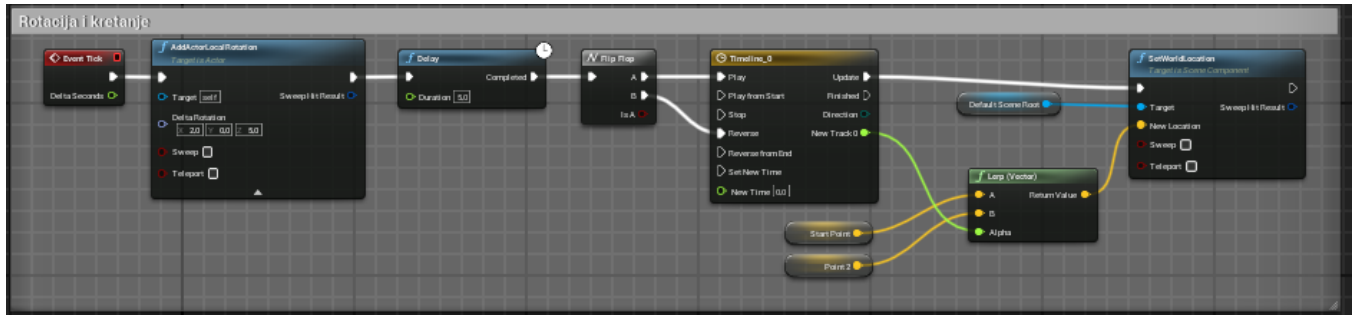 Rotacija i kretanje
Event Tick
Delta Seconds
f AddActorLocalRotation
Target is Actor
Target self
Sweep Hit Result
Delta Rotation
X 2,0 Y 0,0 Z 5,0
Sweep
Teleport
f Delay
Completed
Duration 5,0
Flip Flop
A
B
Is A
Timeline_0
Play
Update
Play from Start
Finished
Stop
Direction
Reverse
New Track 0
Reverse from End
Set New Time
New Time 0,0
Start Point
Point 2
Default Scene Root
f Lerp (Vector)
A
Return Value
B
Alpha
f SetWorldLocation
Target is Scene Component
Target
Sweep Hit Result
New Location
Sweep
Teleport